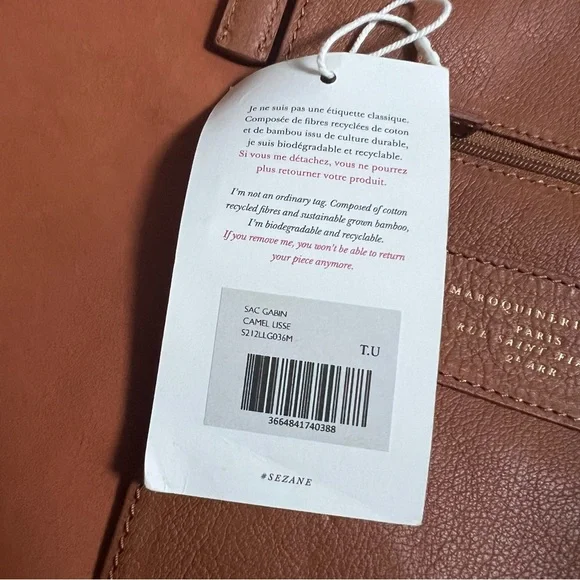 Je ne suis pas une étiquette classique.
Composée de fibres recyclées de coton
et de bambou issu de culture durable,
je suis biodégradable et recyclable.
Si vous me détachez, vous ne pourrez
plus retourner votre produit.
I'm not an ordinary tag. Composed of cotton
recycled fibres and sustainable grown bamboo,
I'm biodegradable and recyclable.
If you remove me, you won't be able to return
your piece anymore.
SAC GABIN
CAMEL LISSE
S212LLG036M
T.U
3664841740388
#SEZANE
MAROQUINERI
PARIS
RUE SAINT FI
2E ARR